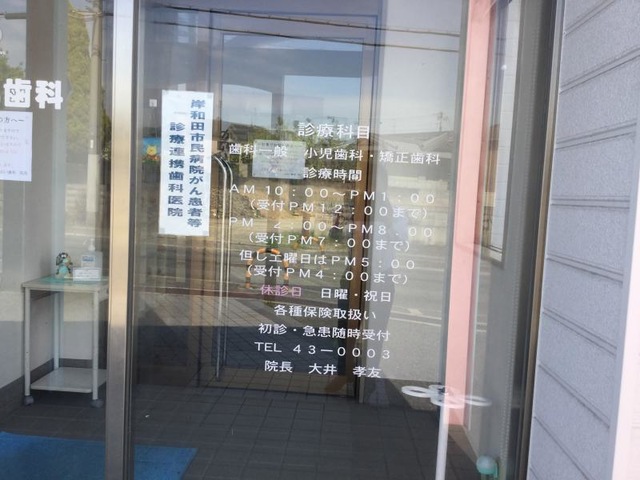 歯科
の方へー
岸和田市民病院がん患者等
診療連携歯科医院
診療科目
歯科一般 小児歯科・矯正歯科
診療時間
AM10:00～PM1:00
(受付PM12:00まで)
PM 2:00～PM8:00
(受付PM7:00まで)
但し土曜日はPM5:00
(受付PM4:00まで)
休診日 日曜・祝日
各種保険取扱い
初診・急患随時受付
TEL 43-0003
院長 大井 孝友